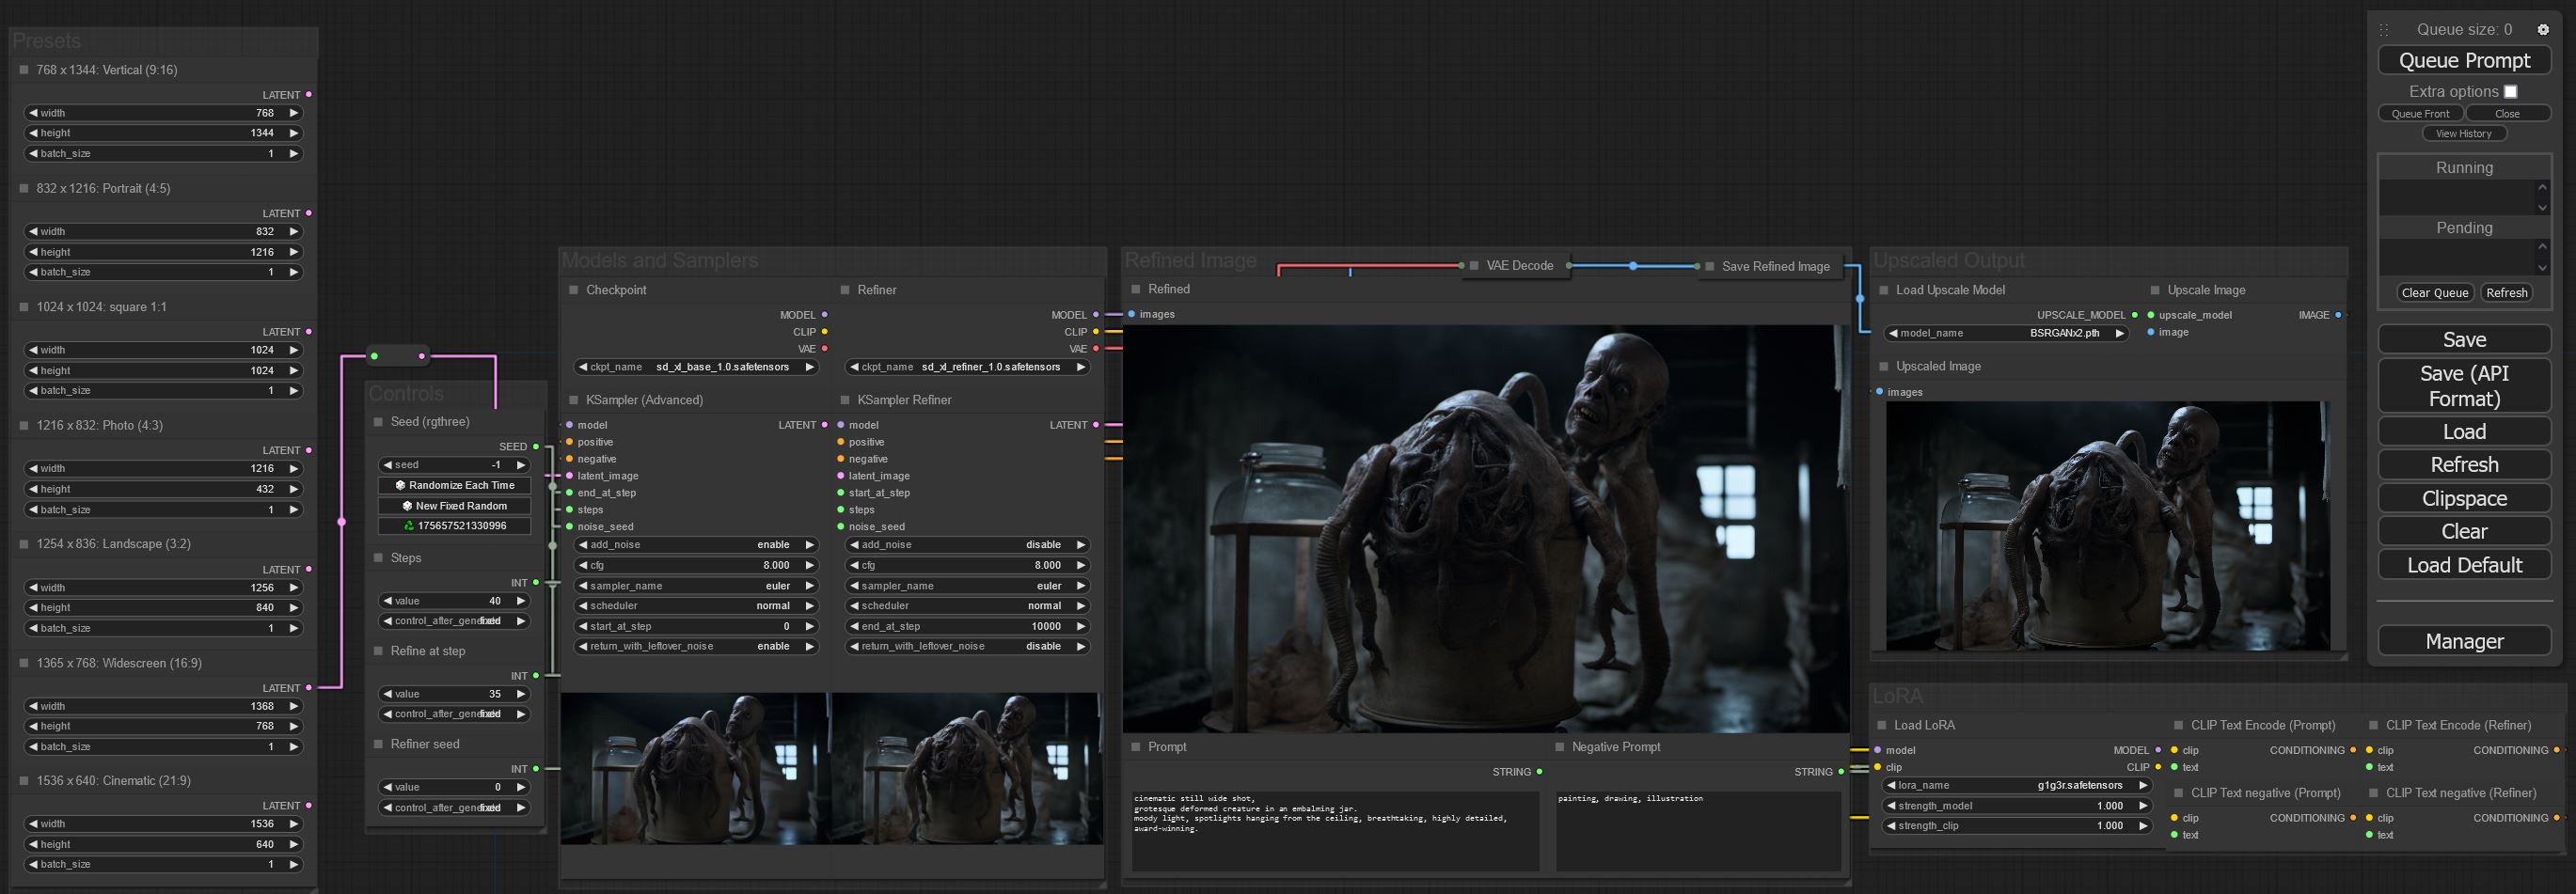 Presets
768 x 1344: Vertical (9:16)
LATENT
width 768
height 1344
batch_size 1
832 x 1216: Portrait (4:5)
LATENT
width 832
height 1216
batch_size 1
1024 x 1024: square 1:1
LATENT
width 1024
height 1024
batch_size 1
1216 x 832: Photo (4:3)
LATENT
width 1216
height 432
batch_size 1
1254 x 836: Landscape (3:2)
LATENT
width 1256
height 840
batch_size 1
1365 x 768: Widescreen (16:9)
LATENT
width 1368
height 768
batch_size 1
1536 x 640: Cinematic (21:9)
LATENT
width 1536
height 640
batch_size 1
Controls
Seed (rgthree)
SEED
seed -1
Randomize Each Time
New Fixed Random
175657521330996
Steps
INT
value 40
control_after_gene fixed
Refine at step
INT
value 35
control_after_gene fixed
Refiner seed
INT
value 0
control_after_gene fixed
Models and Samplers
Checkpoint
MODEL
CLIP
VAE
ckpt_name sd_xl_base_1.0.safetensors
Refiner
MODEL
CLIP
VAE
ckpt_name sd_xl_refiner_1.0.safetensors
KSampler (Advanced)
model LATENT
positive
negative
latent_image
end_at_step
steps
noise_seed
add_noise enable
cfg 8.000
sampler_name euler
scheduler normal
start_at_step 0
return_with_leftover_noise enable
KSampler Refiner
model LATENT
positive
negative
latent_image
start_at_step
steps
noise_seed
add_noise disable
cfg 8.000
sampler_name euler
scheduler normal
end_at_step 10000
return_with_leftover_noise disable
Refined Image
VAE Decode
Save Refined Image
Refined
images
Prompt
STRING
cinematic still wide shot,
grotesque deformed creature in an embalming jar.
moody light, spotlights hanging from the ceiling, breathtaking, highly detailed,
award-winning.
Negative Prompt
STRING
painting, drawing, illustration
Upscaled Output
Load Upscale Model
UPSCALE_MODEL
model_name BSRGANx2.pth
Upscale Image
upscale_model IMAGE
image
Upscaled Image
images
LoRA
Load LoRA
model MODEL
clip CLIP
lora_name g1g3r.safetensors
strength_model 1.000
strength_clip 1.000
CLIP Text Encode (Prompt)
clip CONDITIONING
text
CLIP Text Encode (Refiner)
clip CONDITIONING
text
CLIP Text negative (Prompt)
clip CONDITIONING
text
CLIP Text negative (Refiner)
clip CONDITIONING
text
Queue size: 0
Queue Prompt
Extra options
Queue Front Close
View History
Running
Pending
Clear Queue Refresh
Save
Save (API
Format)
Load
Refresh
Clipspace
Clear
Load Default
Manager